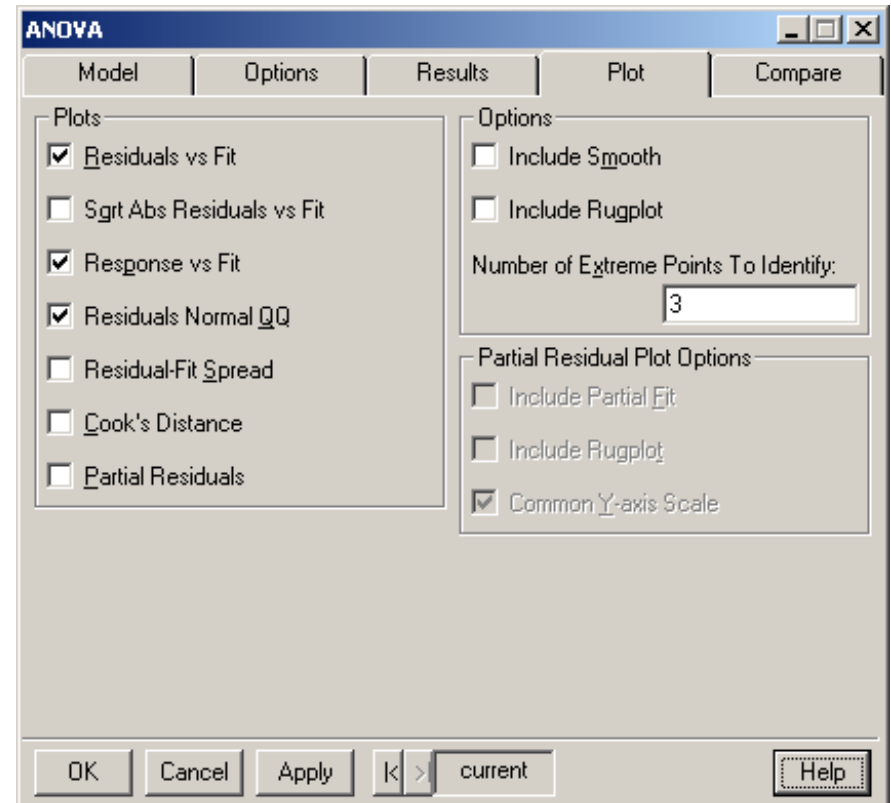 ANOVA
Model Options Results Plot Compare
Plots
Residuals vs Fit
Sqrt Abs Residuals vs Fit
Response vs Fit
Residuals Normal QQ
Residual-Fit Spread
Cook's Distance
Partial Residuals
Options
Include Smooth
Include Rugplot
Number of Extreme Points To Identify:
3
Partial Residual Plot Options
Include Partial Fit
Include Rugplot
Common Y-axis Scale
OK Cancel Apply |< >| current Help